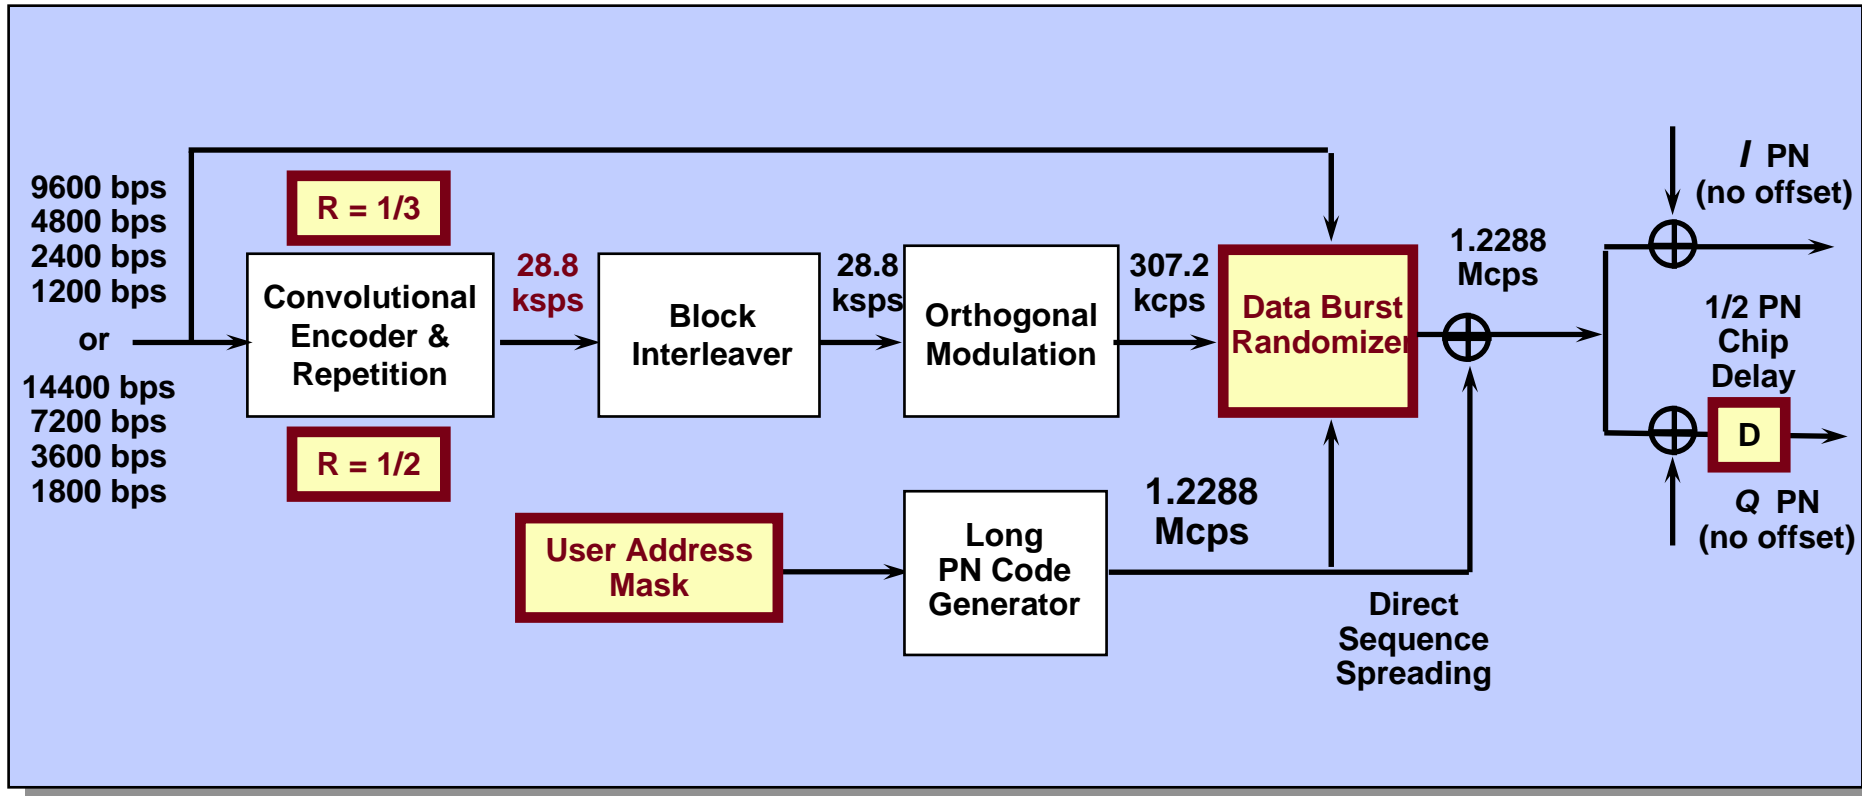 9600 bps
4800 bps
2400 bps
1200 bps
or
14400 bps
7200 bps
3600 bps
1800 bps
R = 1/3
Convolutional
Encoder &
Repetition
R = 1/2
28.8
ksps
Block
Interleaver
28.8
ksps
Orthogonal
Modulation
307.2
kcps
Data Burst
Randomizer
1.2288
Mcps
I PN
(no offset)
1/2 PN
Chip
Delay
D
Q PN
(no offset)
User Address
Mask
Long
PN Code
Generator
1.2288
Mcps
Direct
Sequence
Spreading